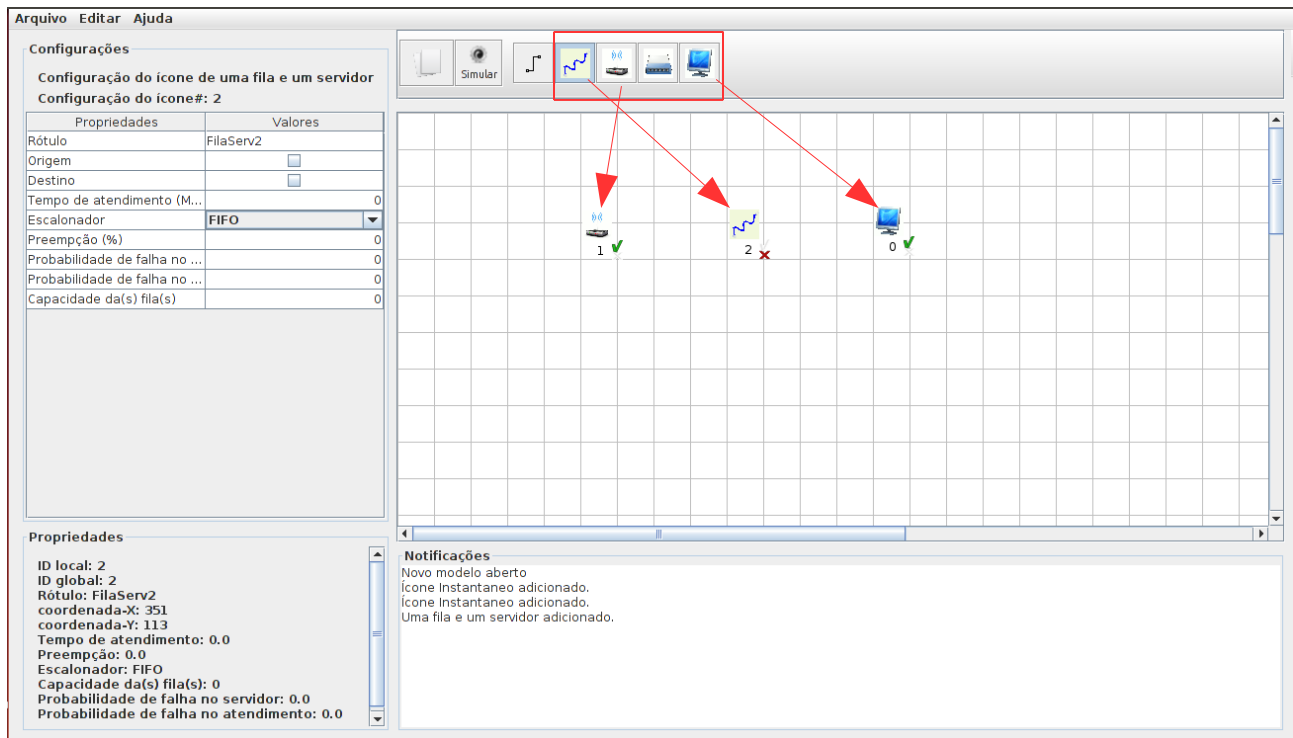 Arquivo Editar Ajuda
Configurações
Configuração do ícone de uma fila e um servidor
Configuração do ícone#: 2
Propriedades Valores
Rótulo FilaServ2
Origem
Destino
Tempo de atendimento (M... 0
Escalonador FIFO
Preempção (%) 0
Probabilidade de falha no ... 0
Probabilidade de falha no ... 0
Capacidade da(s) fila(s) 0
Simular
1
2
0
Propriedades
ID local: 2
ID global: 2
Rótulo: FilaServ2
coordenada-X: 351
coordenada-Y: 113
Tempo de atendimento: 0.0
Preempção: 0.0
Escalonador: FIFO
Capacidade da(s) fila(s): 0
Probabilidade de falha no servidor: 0.0
Probabilidade de falha no atendimento: 0.0
Notificações
Novo modelo aberto
Ícone Instantaneo adicionado.
Ícone Instantaneo adicionado.
Uma fila e um servidor adicionado.